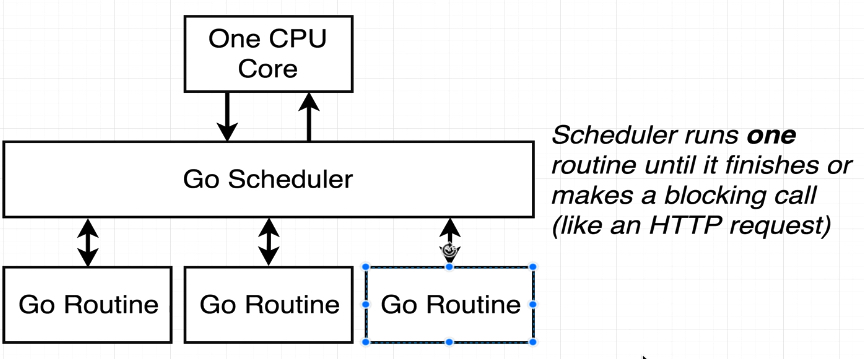 One CPU
Core
Go Scheduler
Scheduler runs one
routine until it finishes or
makes a blocking call
(like an HTTP request)
Go Routine
Go Routine
Go Routine